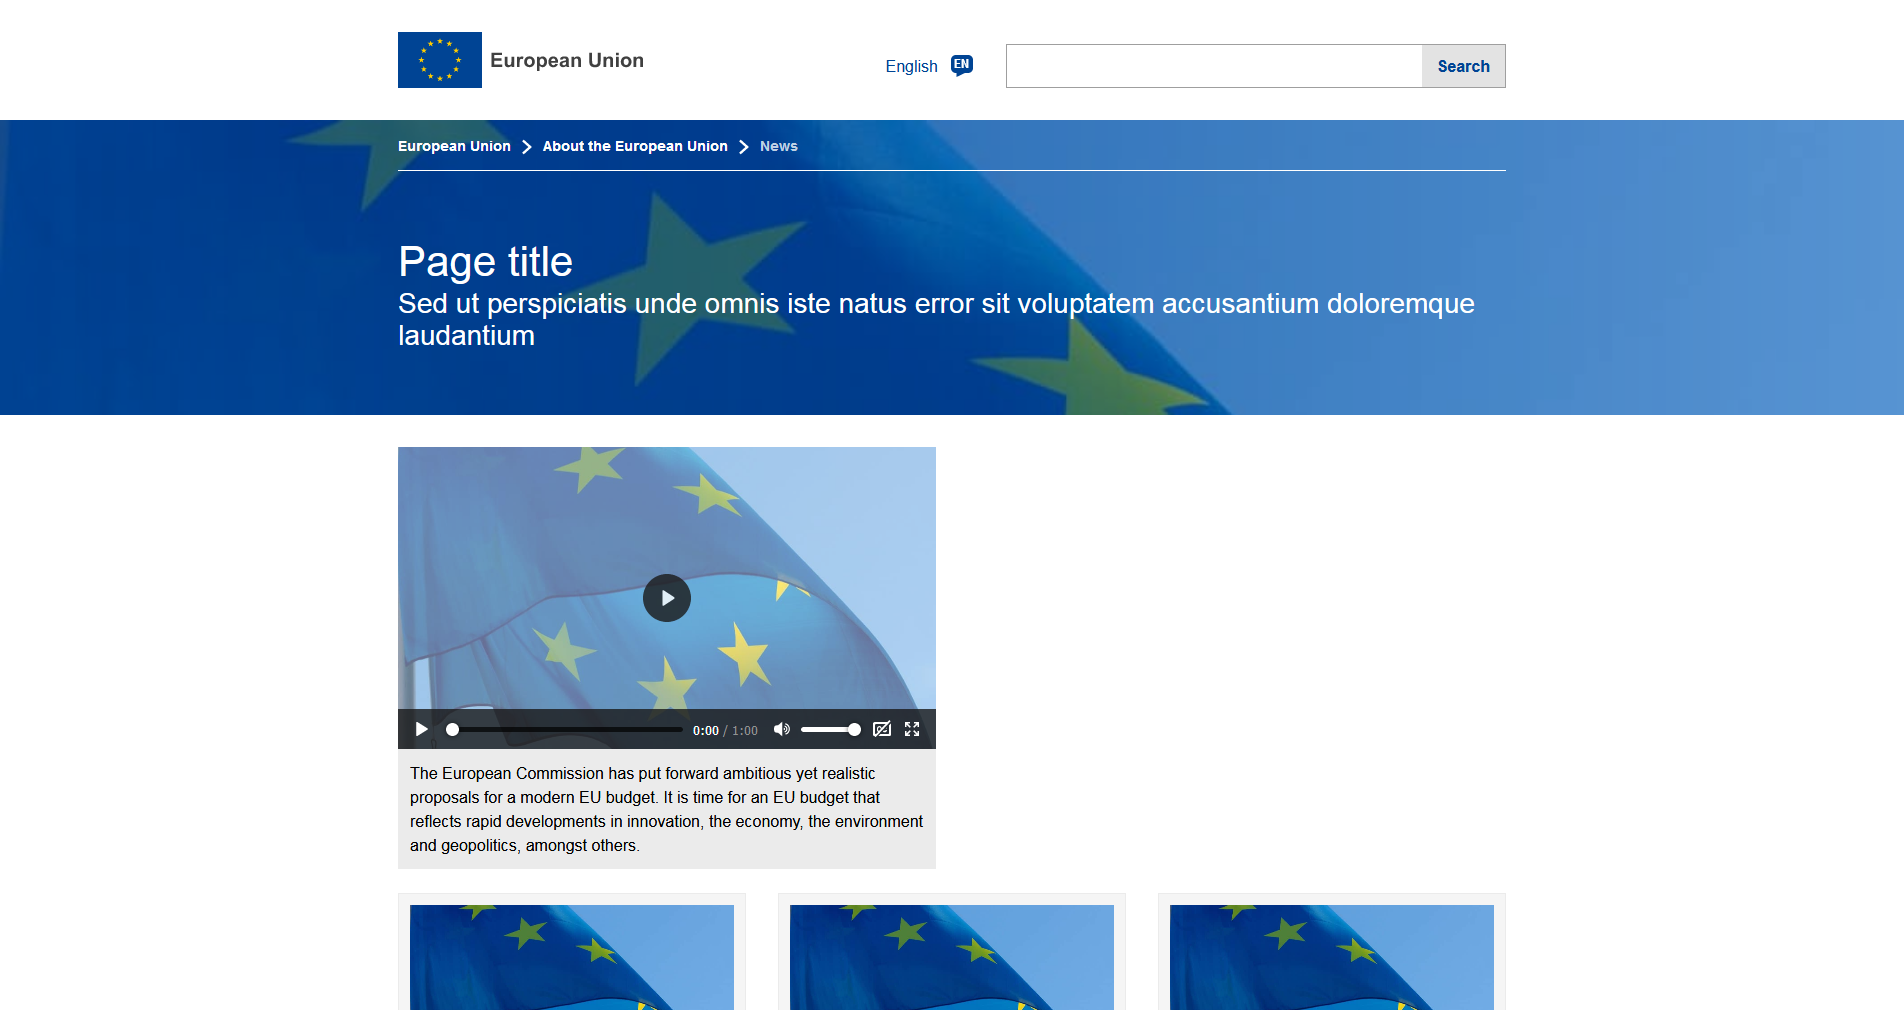 European Union
English EN
Search
European Union
About the European Union
News
Page title
Sed ut perspiciatis unde omnis iste natus error sit voluptatem accusantium doloremque
laudantium
0:00 / 1:00
The European Commission has put forward ambitious yet realistic
proposals for a modern EU budget. It is time for an EU budget that
reflects rapid developments in innovation, the economy, the environment
and geopolitics, amongst others.